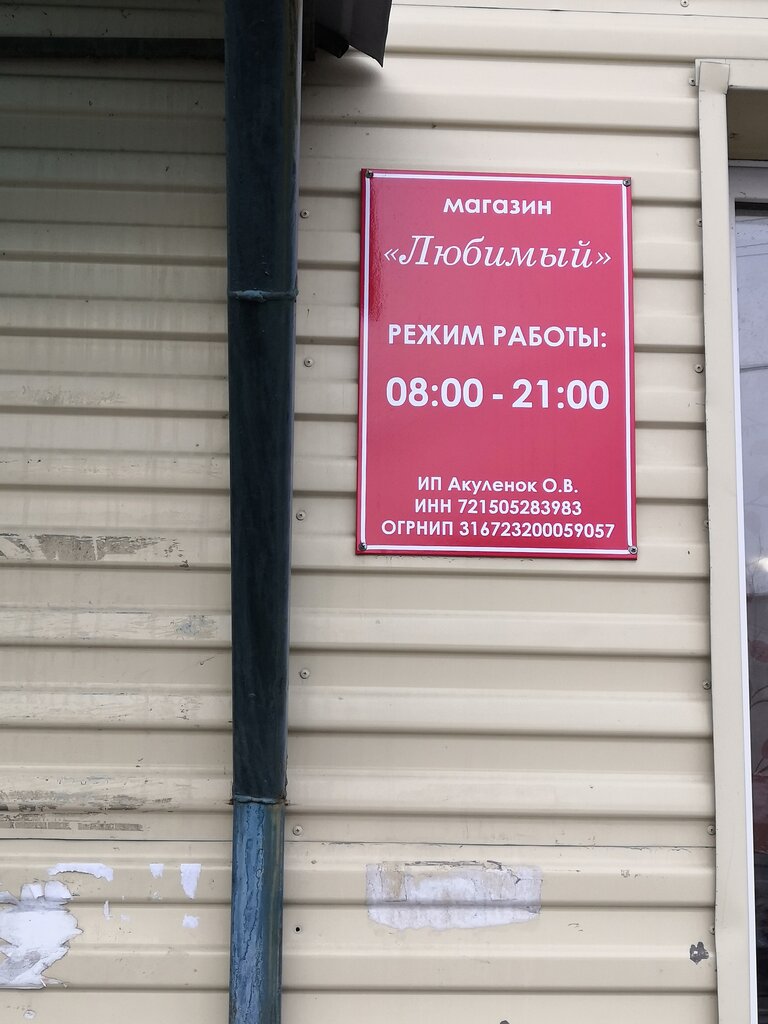 магазин
«Любимый»
РЕЖИМ РАБОТЫ:
08:00 - 21:00
ИП Акуленок О.В.
ИНН 721505283983
ОГРНИП 316723200059057